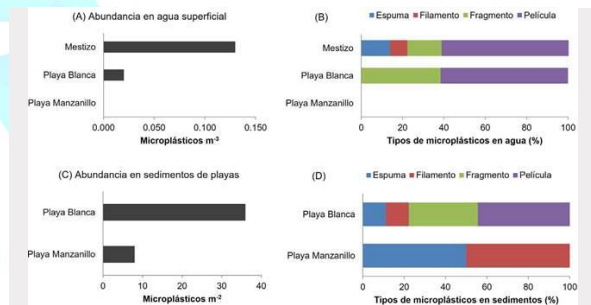 (A) Abundancia en agua superficial
Mestizo
Playa Blanca
Playa Manzanillo
0.000 0.050 0.100 0.150
Microplásticos m-3
(B)
Espuma Filamento Fragmento Película
Mestizo
Playa Blanca
Playa Manzanillo
0 20 40 60 80 100
Tipos de microplásticos en agua (%)
(C) Abundancia en sedimentos de playas
Playa Blanca
Playa Manzanillo
0 10 20 30 40
Microplásticos m-2
(D)
Espuma Filamento Fragmento Película
Playa Blanca
Playa Manzanillo
0 20 40 60 80 100
Tipos de microplásticos en sedimentos (%)